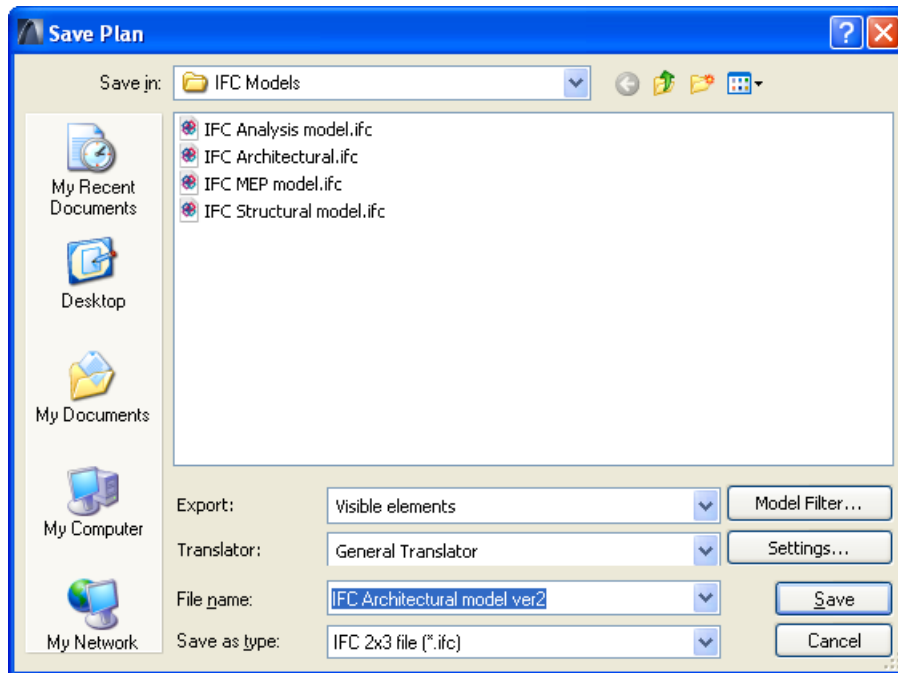 Save Plan
Save in:
IFC Models
My Recent
Documents
Desktop
My Documents
My Computer
My Network
IFC Analysis model.ifc
IFC Architectural.ifc
IFC MEP model.ifc
IFC Structural model.ifc
Export:
Visible elements
Model Filter...
Translator:
General Translator
Settings...
File name:
IFC Architectural model ver2
Save
Save as type:
IFC 2x3 file (*.ifc)
Cancel